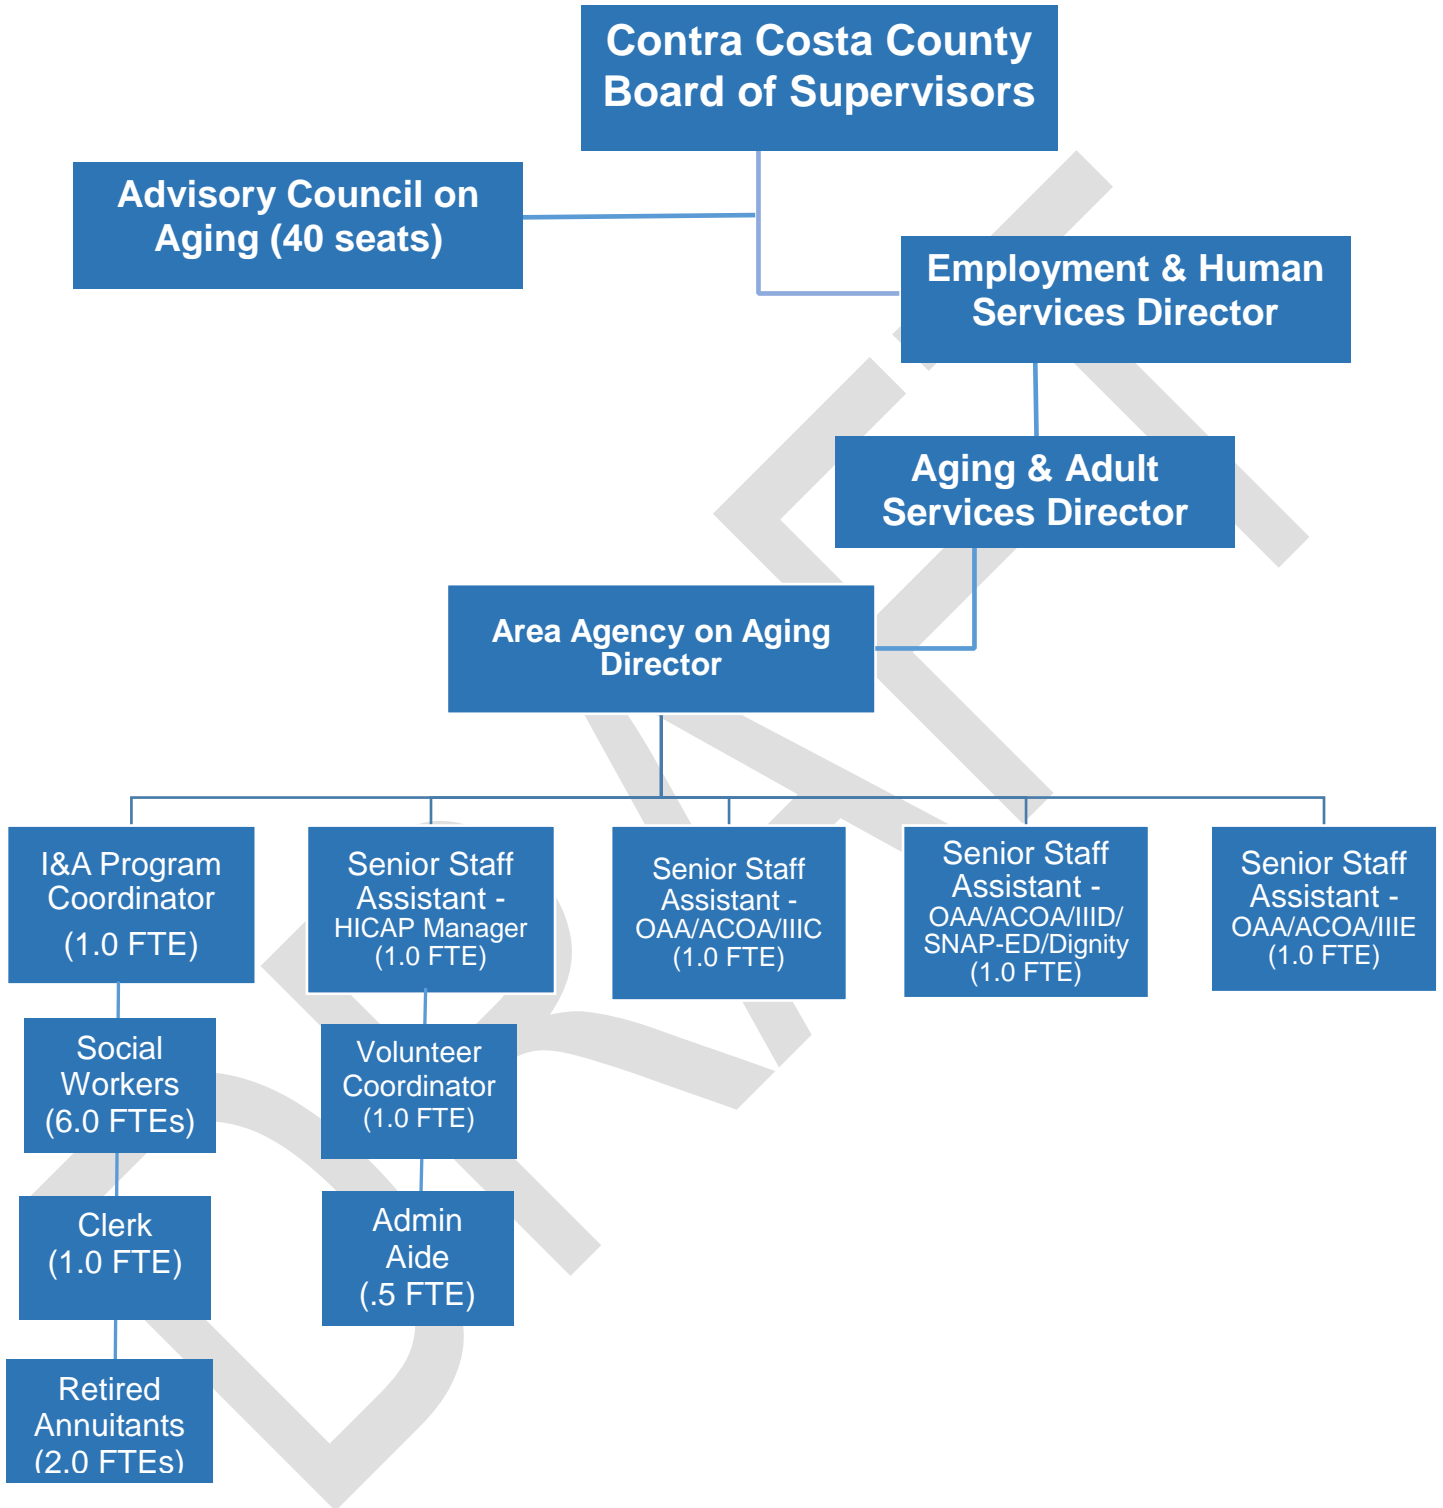 Contra Costa County
Board of Supervisors
Advisory Council on
Aging (40 seats)
Employment & Human
Services Director
Aging & Adult
Services Director
Area Agency on Aging
Director
I&A Program
Coordinator
(1.0 FTE)
Senior Staff
Assistant -
HICAP Manager
(1.0 FTE)
Senior Staff
Assistant -
OAA/ACOA/IIIC
(1.0 FTE)
Senior Staff
Assistant -
OAA/ACOA/IIID/
SNAP-ED/Dignity
(1.0 FTE)
Senior Staff
Assistant -
OAA/ACOA/IIIE
(1.0 FTE)
Social
Workers
(6.0 FTEs)
Volunteer
Coordinator
(1.0 FTE)
Clerk
(1.0 FTE)
Admin
Aide
(.5 FTE)
Retired
Annuitants
(2.0 FTEs)
DRAFT